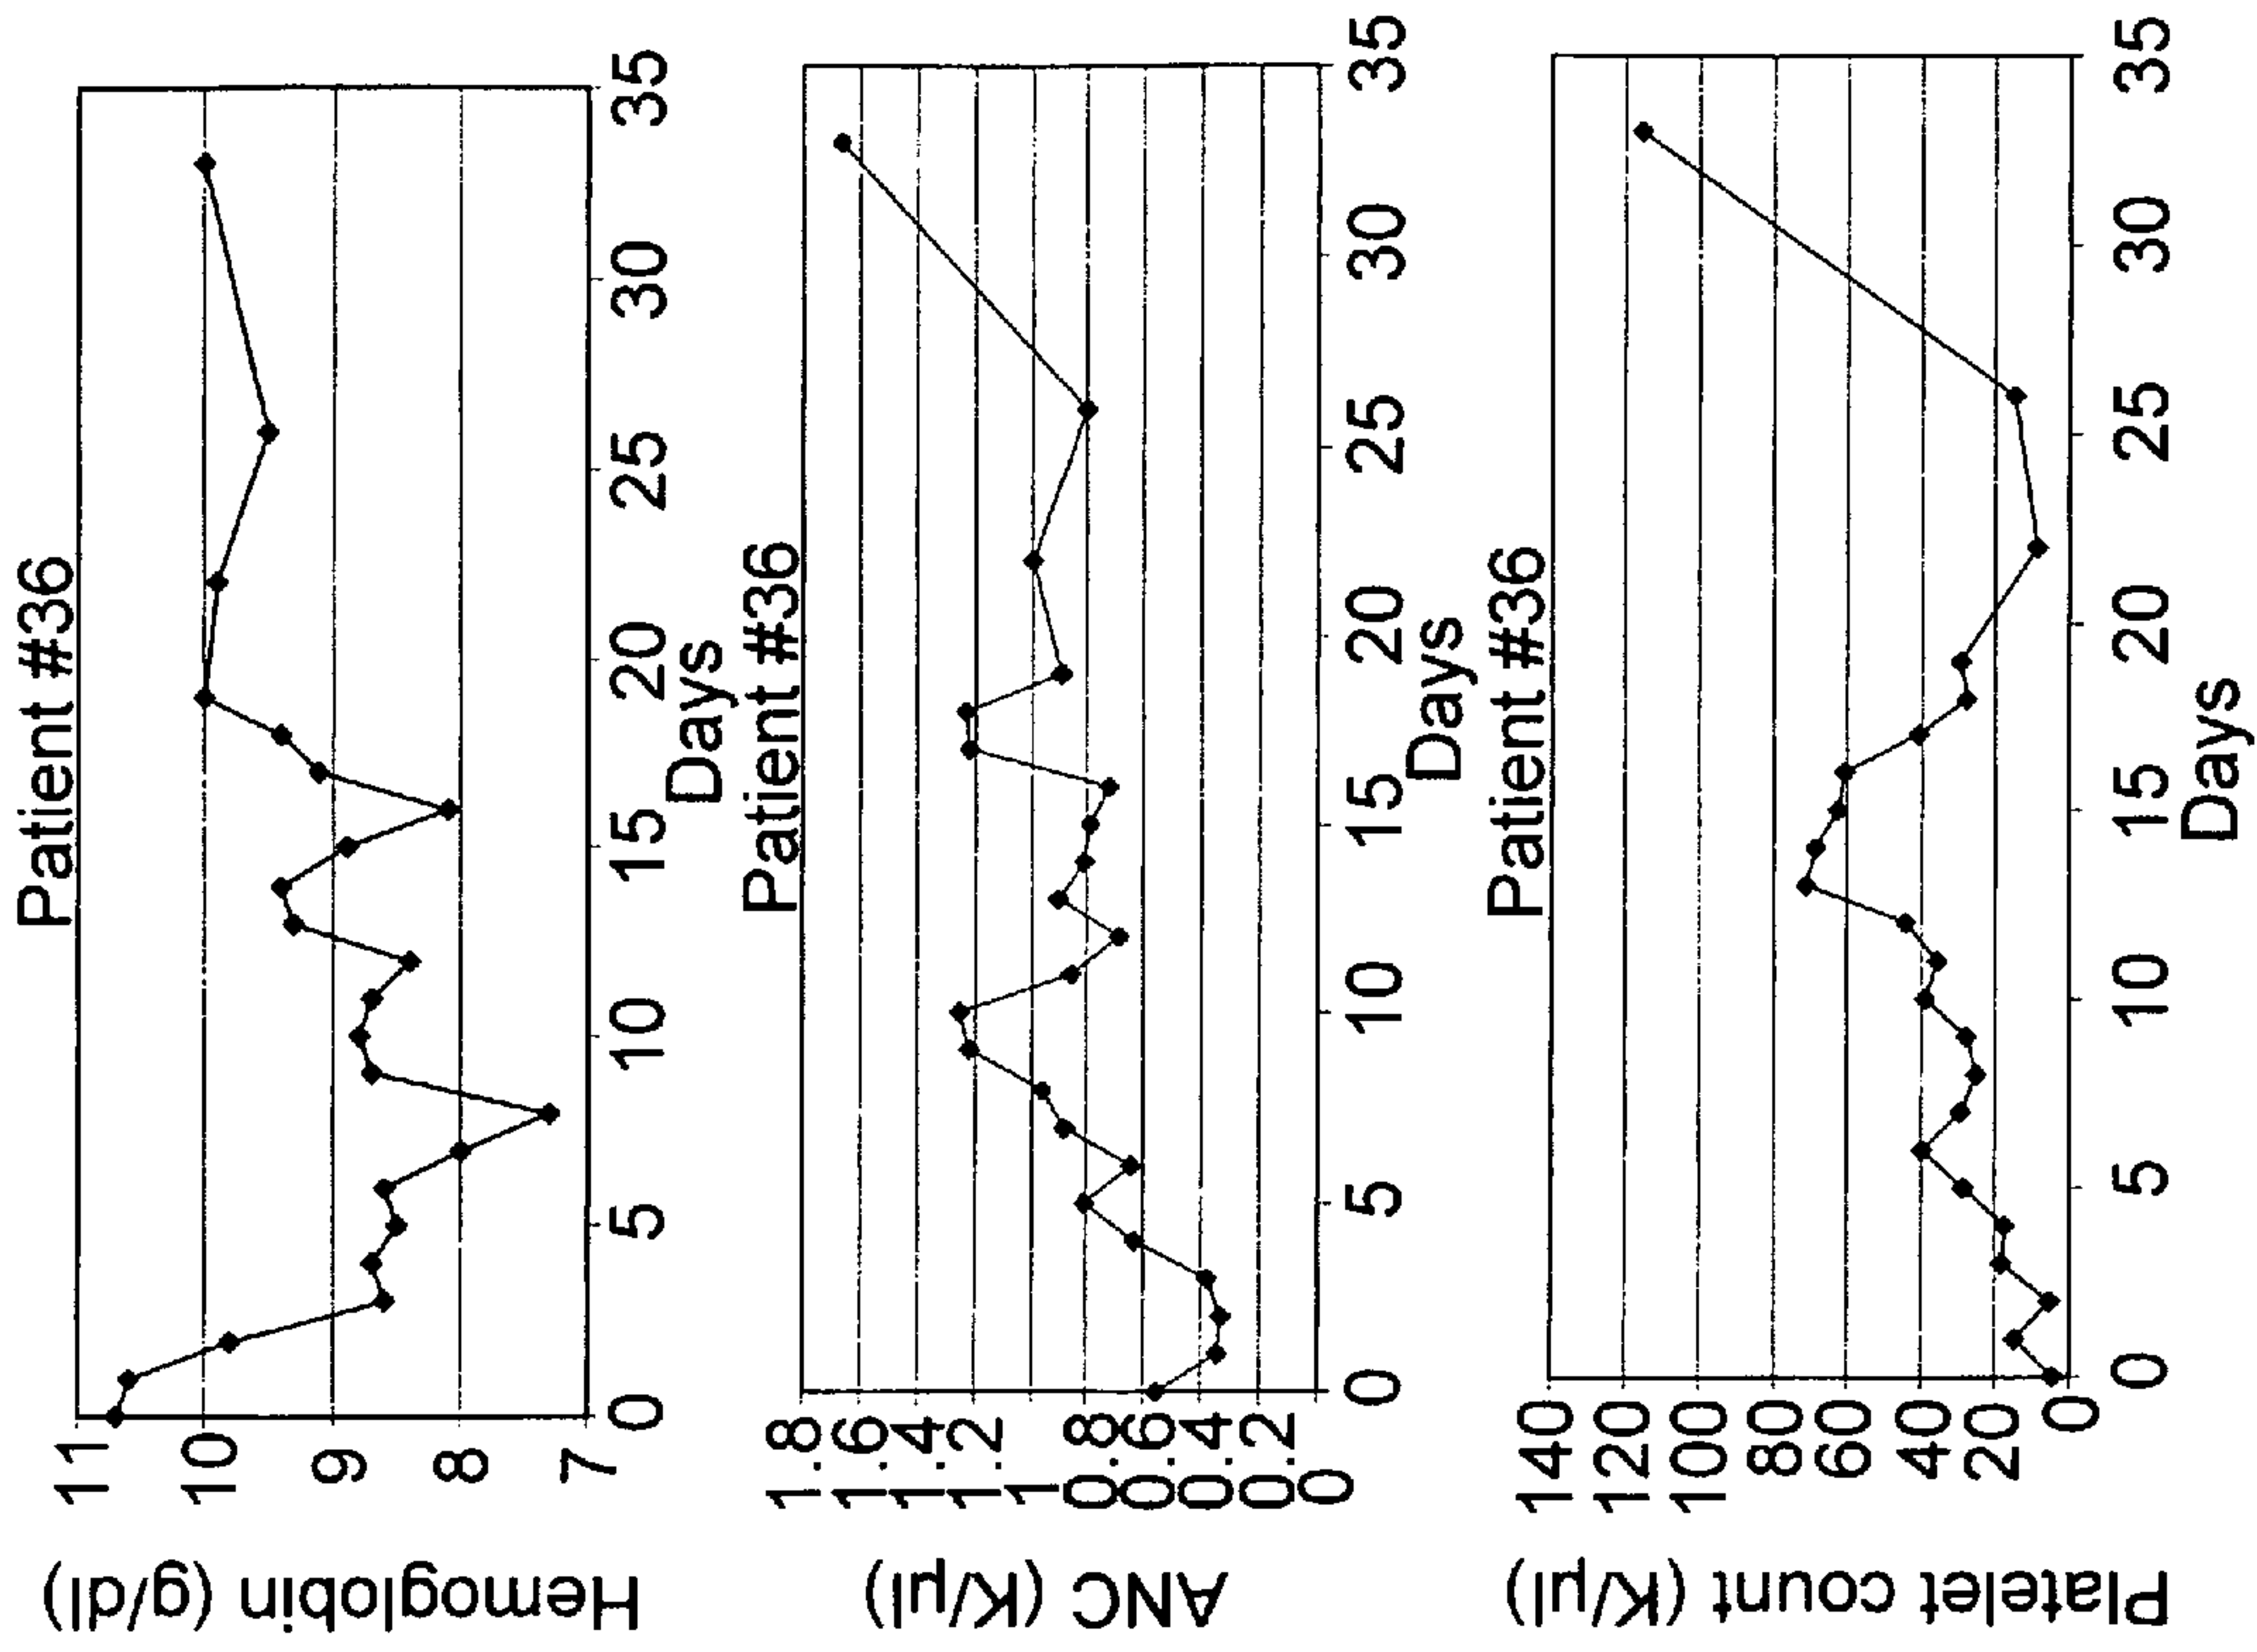 Patient #36
Hemoglobin (g/dl)
11
10
9
8
7
0 5 10 15 20 25 30 35
Days
Patient #36
ANC (K/µl)
1.8
1.6
1.4
1.2
1
0.8
0.6
0.4
0.2
0
0 5 10 15 20 25 30 35
Days
Patient #36
Platelet count (K/µl)
140
120
100
80
60
40
20
0
0 5 10 15 20 25 30 35
Days